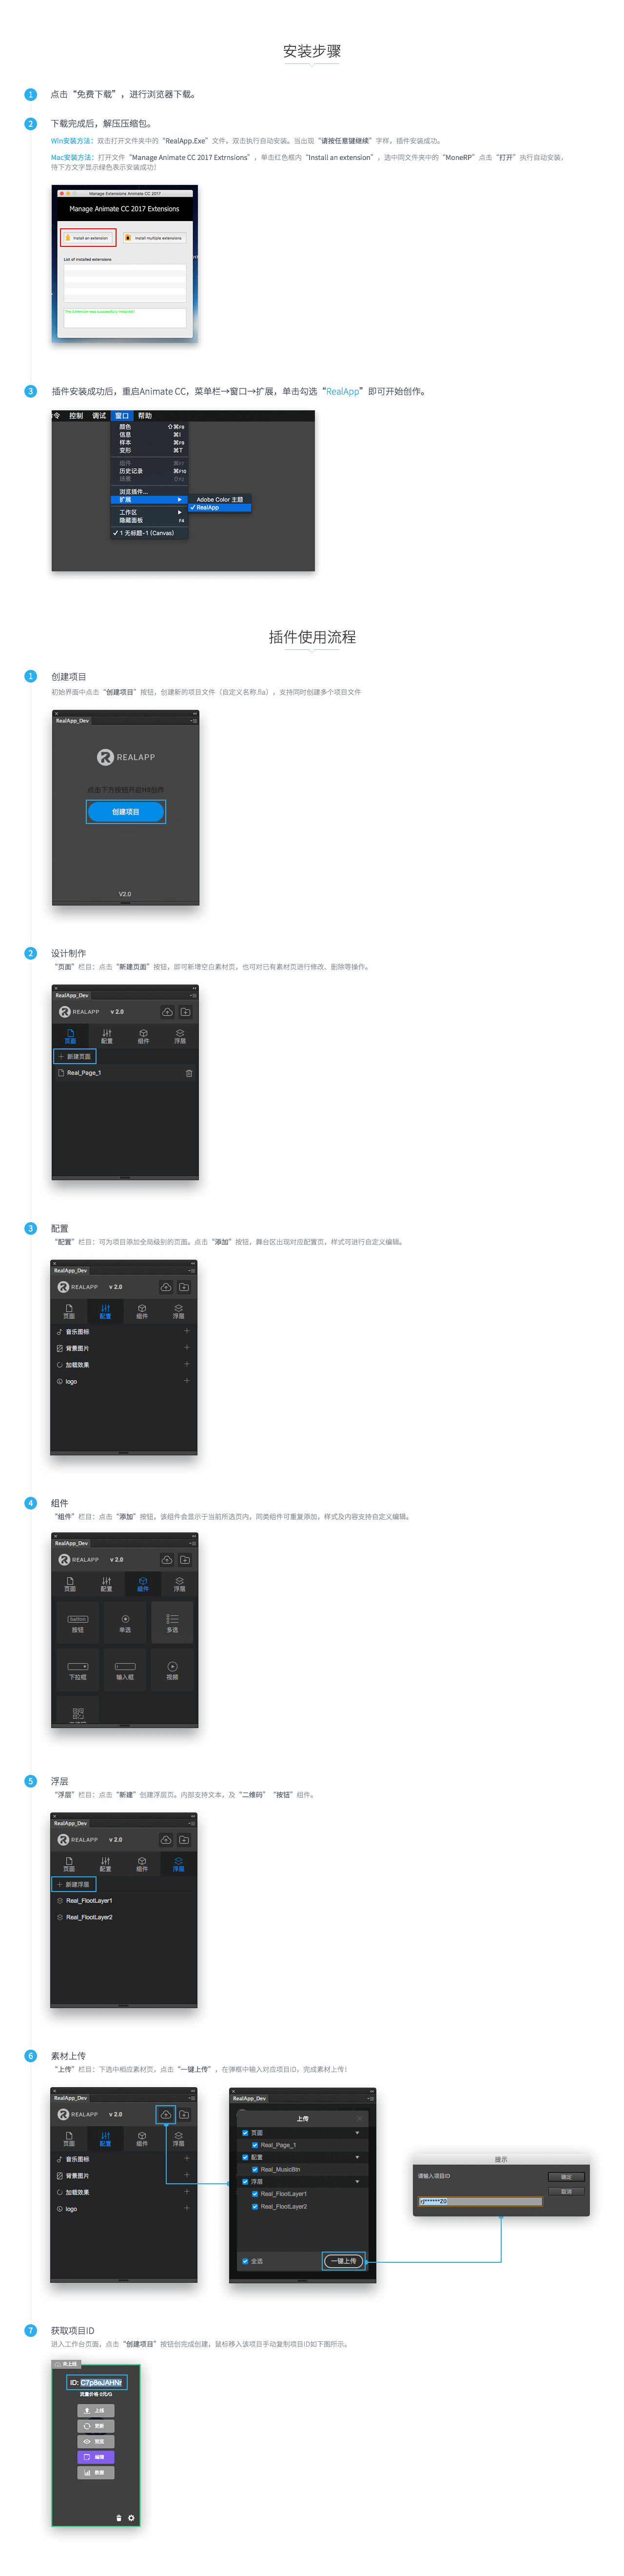 安装步骤
1 点击“免费下载”，进行浏览器下载。
2 下载完成后，解压压缩包。
Win安装方法：双击打开文件夹中的“RealApp.Exe”文件，双击执行自动安装。当出现“请按任意键继续”字样，插件安装成功。
Mac安装方法：打开文件“Manage Animate CC 2017 Extrnsions”，单击红色框内“Install an extension”，选中同文件夹中的“MoneRP”点击“打开”执行自动安装，
待下方文字显示绿色表示安装成功！
Manage Extensions Animate CC 2017
Manage Animate CC 2017 Extensions
Install an extension
Install multiple extensions
List of installed extensions
The Extension was successfully installed!!
3 插件安装成功后，重启Animate CC，菜单栏→窗口→扩展，单击勾选“RealApp”即可开始创作。
令 控制 调试 窗口 帮助
颜色 ⇧⌘F9
信息 ⌘I
样本 ⌘F9
变形 ⌘T
组件 ⌘F7
历史记录 ⌘F10
场景 ⇧F2
浏览插件...
扩展 ▶
Adobe Color 主题
✓ RealApp
工作区 ▶
隐藏面板 F4
✓ 1 无标题-1 (Canvas)
插件使用流程
1 创建项目
初始界面中点击“创建项目”按钮，创建新的项目文件（自定义名称.fla），支持同时创建多个项目文件
RealApp_Dev
REALAPP
点击下方按钮开启H5创作
创建项目
V2.0
2 设计制作
“页面”栏目：点击“新建页面”按钮，即可新增空白素材页，也可对已有素材页进行修改、删除等操作。
RealApp_Dev
REALAPP v 2.0
页面 配置 组件 浮层
+ 新建页面
Real_Page_1
3 配置
“配置”栏目：可为项目添加全局级别的页面。点击“添加”按钮，舞台区出现对应配置页，样式可进行自定义编辑。
RealApp_Dev
REALAPP v 2.0
页面 配置 组件 浮层
音乐图标 +
背景图片 +
加载效果 +
logo +
4 组件
“组件”栏目：点击“添加”按钮，该组件会显示于当前所选页内，同类组件可重复添加，样式及内容支持自定义编辑。
RealApp_Dev
REALAPP v 2.0
页面 配置 组件 浮层
button
按钮 单选 多选
下拉框 输入框 视频
5 浮层
“浮层”栏目：点击“新建”创建浮层页。内部支持文本，及“二维码”“按钮”组件。
RealApp_Dev
REALAPP v 2.0
页面 配置 组件 浮层
+ 新建浮层
Real_FlootLayer1
Real_FlootLayer2
6 素材上传
“上传”栏目：下选中相应素材页，点击“一键上传”，在弹框中输入对应项目ID，完成素材上传！
RealApp_Dev
REALAPP v 2.0
页面 配置 组件 浮层
音乐图标 +
背景图片 +
加载效果 +
logo +
RealApp_Dev
上传
页面
Real_Page_1
配置
Real_MusicBtn
浮层
Real_FlootLayer1
Real_FlootLayer2
全选 一键上传
提示
请输入项目ID
确定
取消
rj******Z0
7 获取项目ID
进入工作台页面，点击“创建项目”按钮创完成创建，鼠标移入该项目手动复制项目ID如下图所示。
未上线
ID: C7p8eJAHNr
流量价格 0元/G
上线
更新
预览
编辑
数据